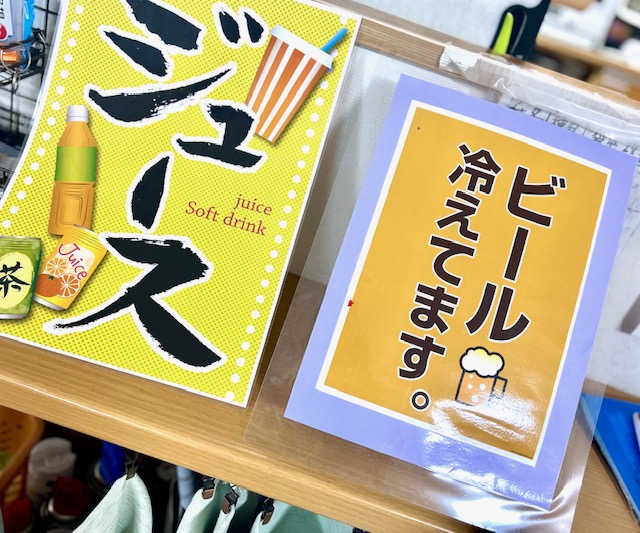 ジュース
juice
Soft drink
茶
Juice
ビール
冷えてます。